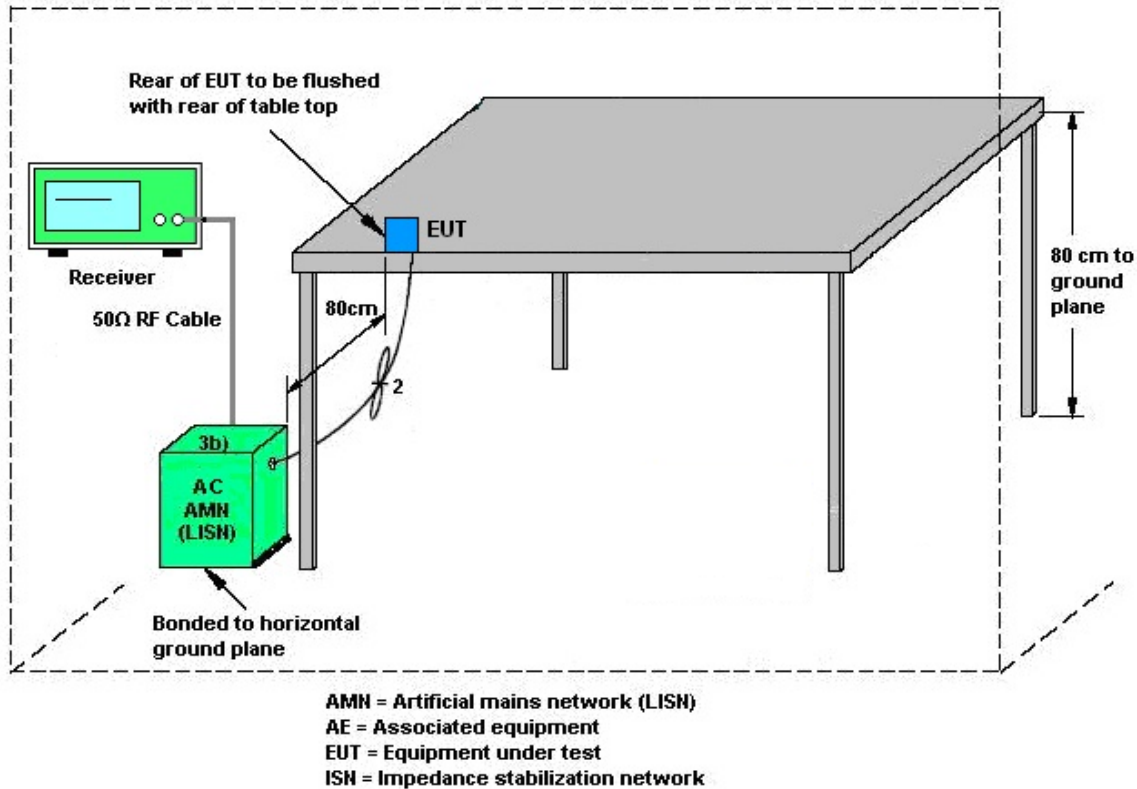 Rear of EUT to be flushed
with rear of table top
EUT
Receiver
50Ω RF Cable
80cm
80 cm to
ground
plane
2
3b)
AC
AMN
(LISN)
Bonded to horizontal
ground plane
AMN = Artificial mains network (LISN)
AE = Associated equipment
EUT = Equipment under test
ISN = Impedance stabilization network